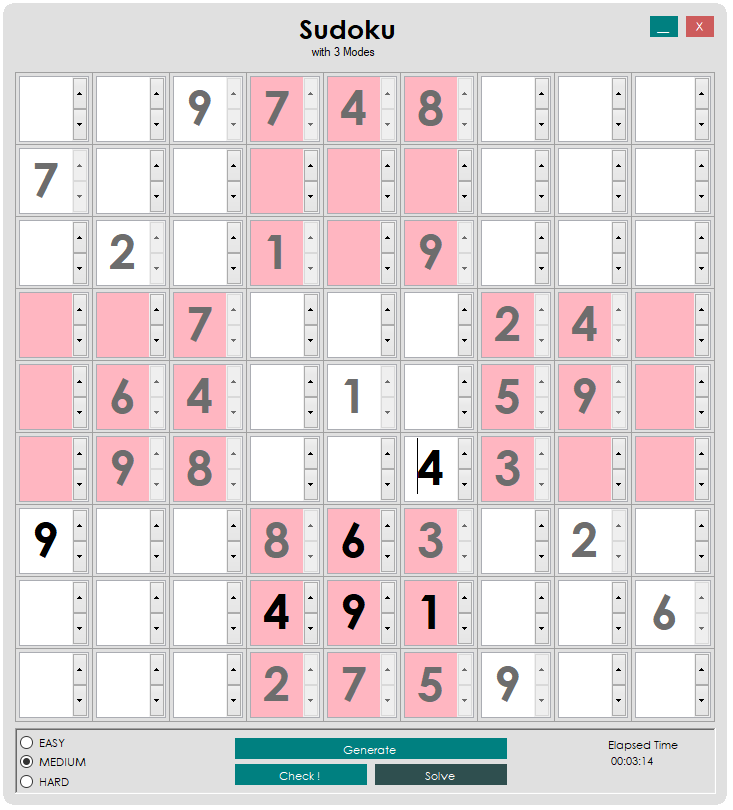 Sudoku
with 3 Modes
_ X
9 7 4 8
7
2 1 9
7 2 4
6 4 1 5 9
9 8 4 3
9 8 6 3 2
4 9 1 6
2 7 5 9
EASY
MEDIUM
HARD
Generate
Check !
Solve
Elapsed Time
00:03:14